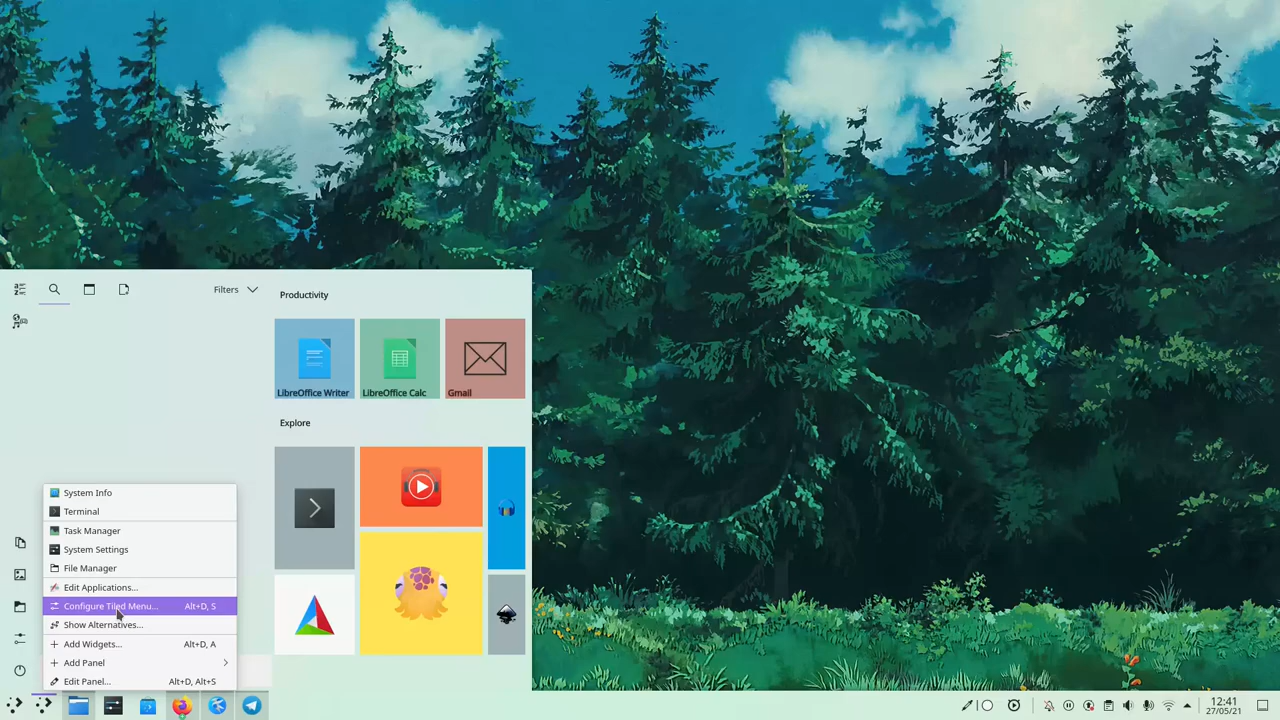 Filters
Productivity
LibreOffice Writer
LibreOffice Calc
Gmail
Explore
System Info
Terminal
Task Manager
System Settings
File Manager
Edit Applications...
Configure Tiled Menu... Alt+D, S
Show Alternatives...
Add Widgets... Alt+D, A
Add Panel
Edit Panel... Alt+D, Alt+S
12:41
27/05/21